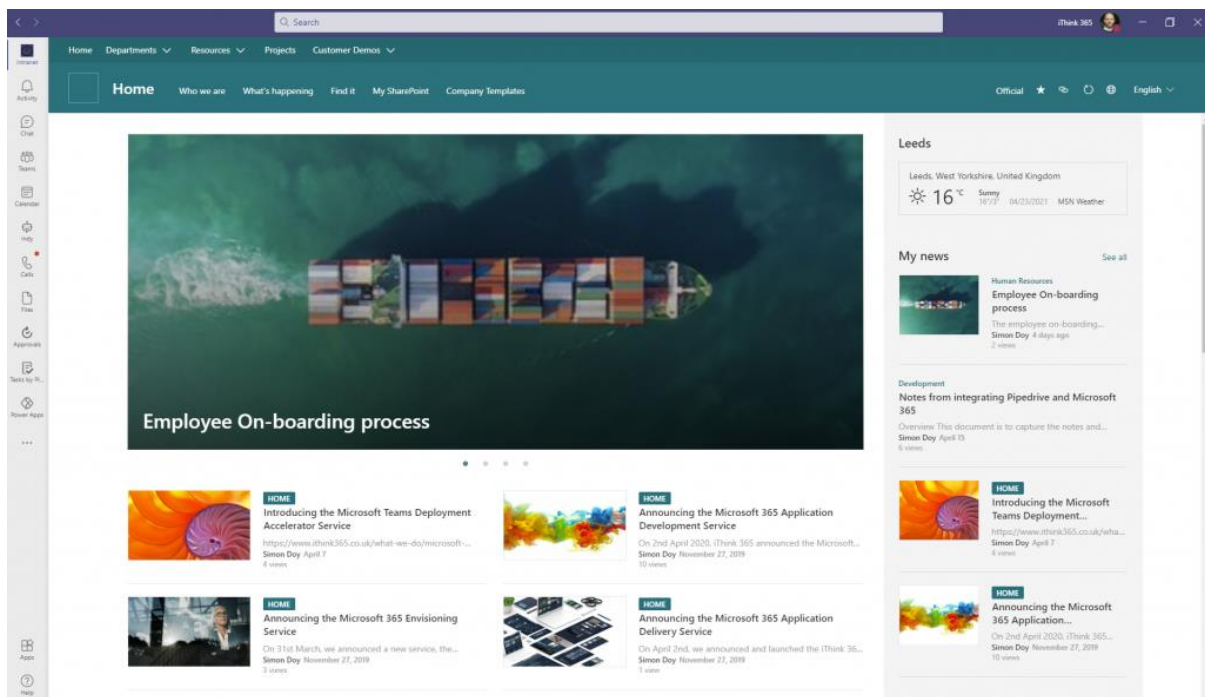 Search
iThink 365
Intranet
Activity
Chat
Teams
Calendar
Calls
Files
Approvals
Tasks by Pl...
Power Apps
...
Apps
Help
Home Departments Resources Projects Customer Demos
Home Who we are What's happening Find it My SharePoint Company Templates
Official English
Employee On-boarding process
HOME
Introducing the Microsoft Teams Deployment
Accelerator Service
https://www.ithink365.co.uk/what-we-do/microsoft-...
Simon Doy April 7
4 views
HOME
Announcing the Microsoft 365 Application
Development Service
On 2nd April 2020, iThink 365 announced the Microsoft...
Simon Doy November 27, 2019
10 views
HOME
Announcing the Microsoft 365 Envisioning
Service
On 31st March, we announced a new service, the...
Simon Doy November 27, 2019
3 views
HOME
Announcing the Microsoft 365 Application
Delivery Service
On April 2nd, we announced and launched the iThink 36...
Simon Doy November 27, 2019
1 view
Leeds
Leeds, West Yorkshire, United Kingdom
16 °C
Sunny
04/23/2021 MSN Weather
My news See all
Human Resources
Employee On-boarding
process
The employee on-boarding...
Simon Doy 4 days ago
2 views
Development
Notes from integrating Pipedrive and Microsoft
365
Overview This document is to capture the notes and...
Simon Doy April 15
6 views
HOME
Introducing the Microsoft
Teams Deployment...
https://www.ithink365.co.uk/wha...
Simon Doy April 7
4 views
HOME
Announcing the Microsoft
365 Application...
On 2nd April 2020, iThink 365...
Simon Doy November 27, 2019
10 views